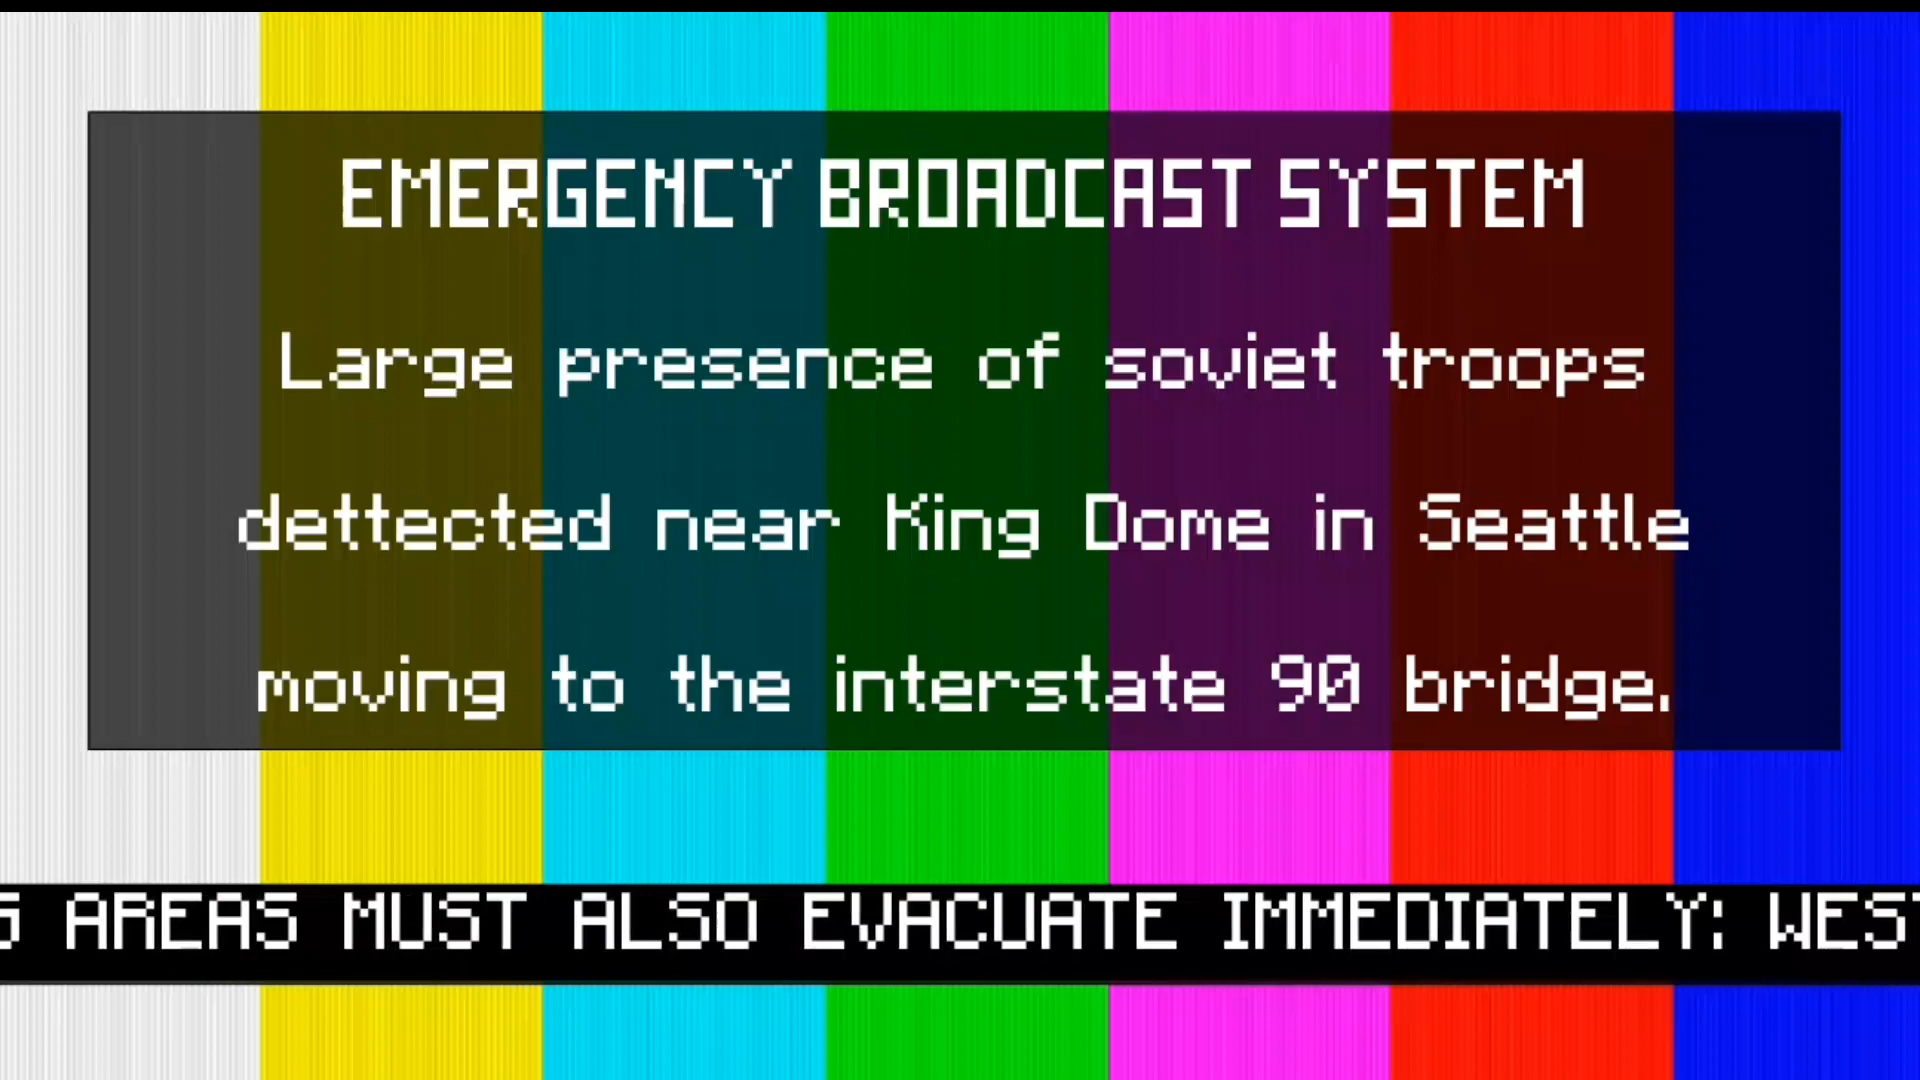 EMERGENCY BROADCAST SYSTEM
Large presence of soviet troops
dettected near King Dome in Seattle
moving to the interstate 90 bridge.
AREAS MUST ALSO EVACUATE IMMEDIATELY: WEST